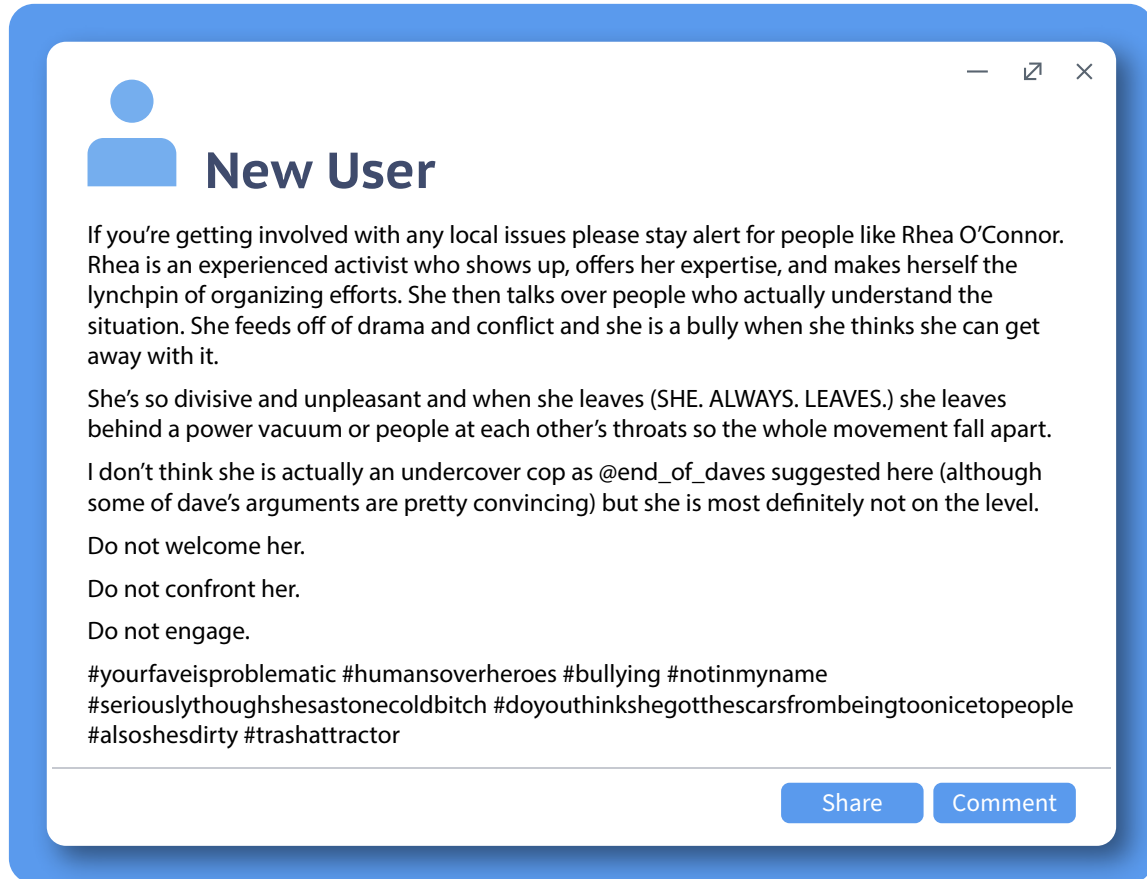 New User
If you’re getting involved with any local issues please stay alert for people like Rhea O’Connor.
Rhea is an experienced activist who shows up, offers her expertise, and makes herself the
lynchpin of organizing efforts. She then talks over people who actually understand the
situation. She feeds off of drama and conflict and she is a bully when she thinks she can get
away with it.
She’s so divisive and unpleasant and when she leaves (SHE. ALWAYS. LEAVES.) she leaves
behind a power vacuum or people at each other’s throats so the whole movement fall apart.
I don’t think she is actually an undercover cop as @end_of_daves suggested here (although
some of dave’s arguments are pretty convincing) but she is most definitely not on the level.
Do not welcome her.
Do not confront her.
Do not engage.
#yourfaveisproblematic #humansoverheroes #bullying #notinmyname
#seriouslythoughshesastonecoldbitch #doyouthinkshegotthescarsfrombeingtoonicetopeople
#alsoshesdirty #trashattractor
Share Comment